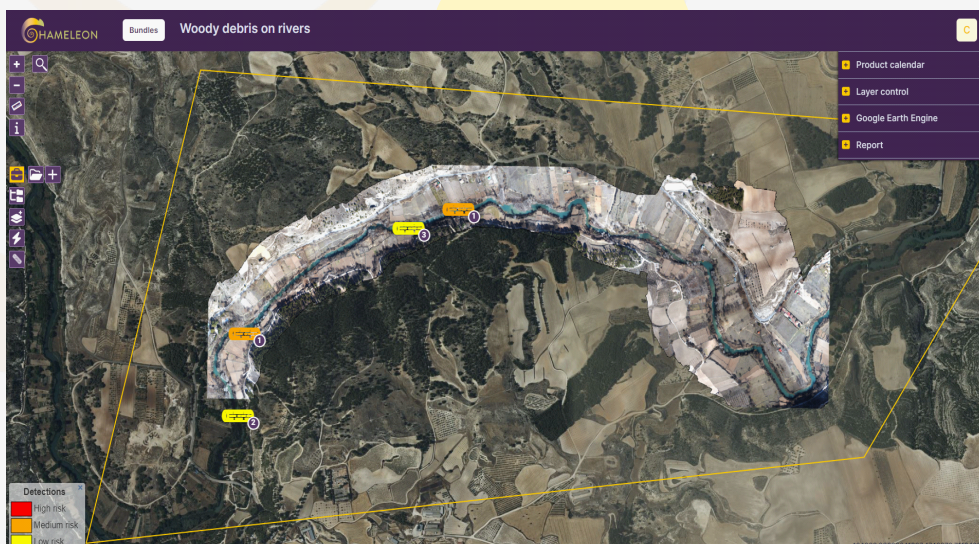 CHAMELEON
Bundles
Woody debris on rivers
C
Product calendar
Layer control
Google Earth Engine
Report
1
3
1
2
Detections
x
High risk
Medium risk
Low risk